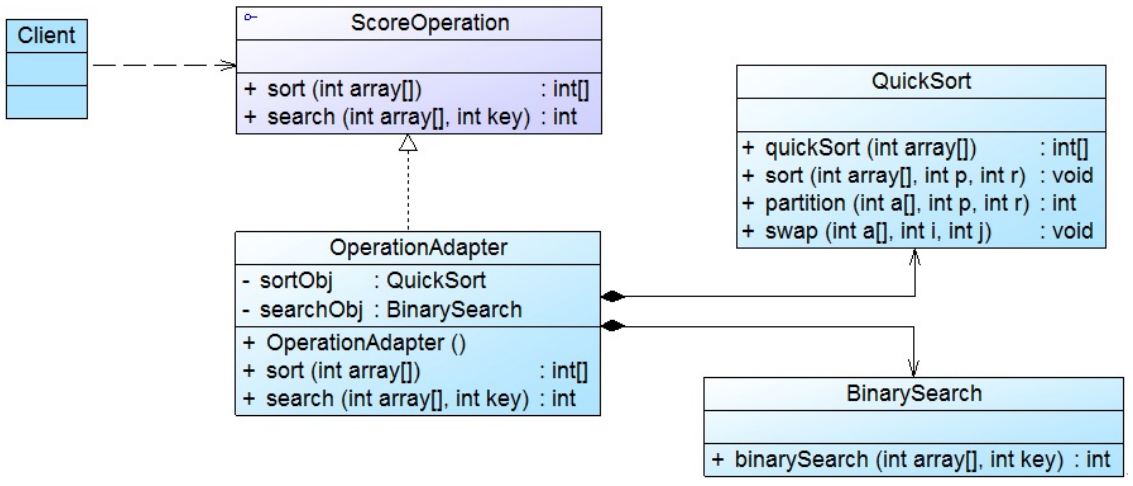 Client
ScoreOperation
+ sort (int array[]) : int[]
+ search (int array[], int key) : int
QuickSort
+ quickSort (int array[]) : int[]
+ sort (int array[], int p, int r) : void
+ partition (int a[], int p, int r) : int
+ swap (int a[], int i, int j) : void
OperationAdapter
- sortObj : QuickSort
- searchObj : BinarySearch
+ OperationAdapter ()
+ sort (int array[]) : int[]
+ search (int array[], int key) : int
BinarySearch
+ binarySearch (int array[], int key) : int